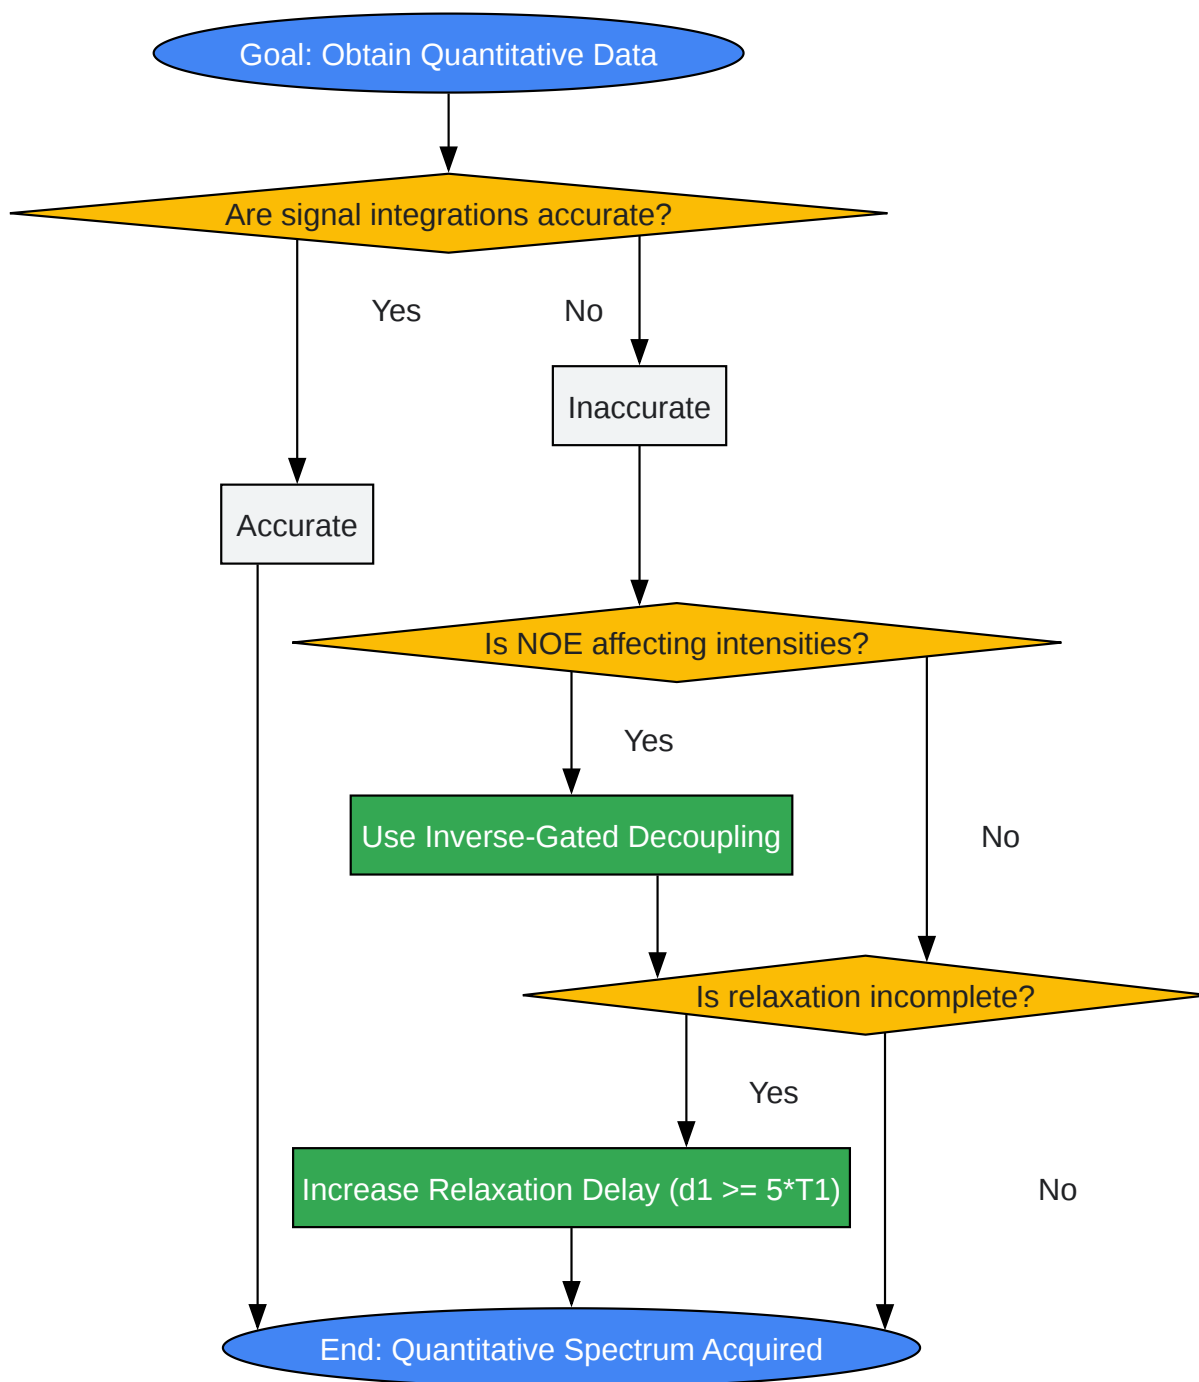 Goal: Obtain Quantitative Data
Are signal integrations accurate?
Yes
No
Inaccurate
Accurate
Is NOE affecting intensities?
Yes
Use Inverse-Gated Decoupling
No
Is relaxation incomplete?
Yes
Increase Relaxation Delay (d1 >= 5*T1)
No
End: Quantitative Spectrum Acquired